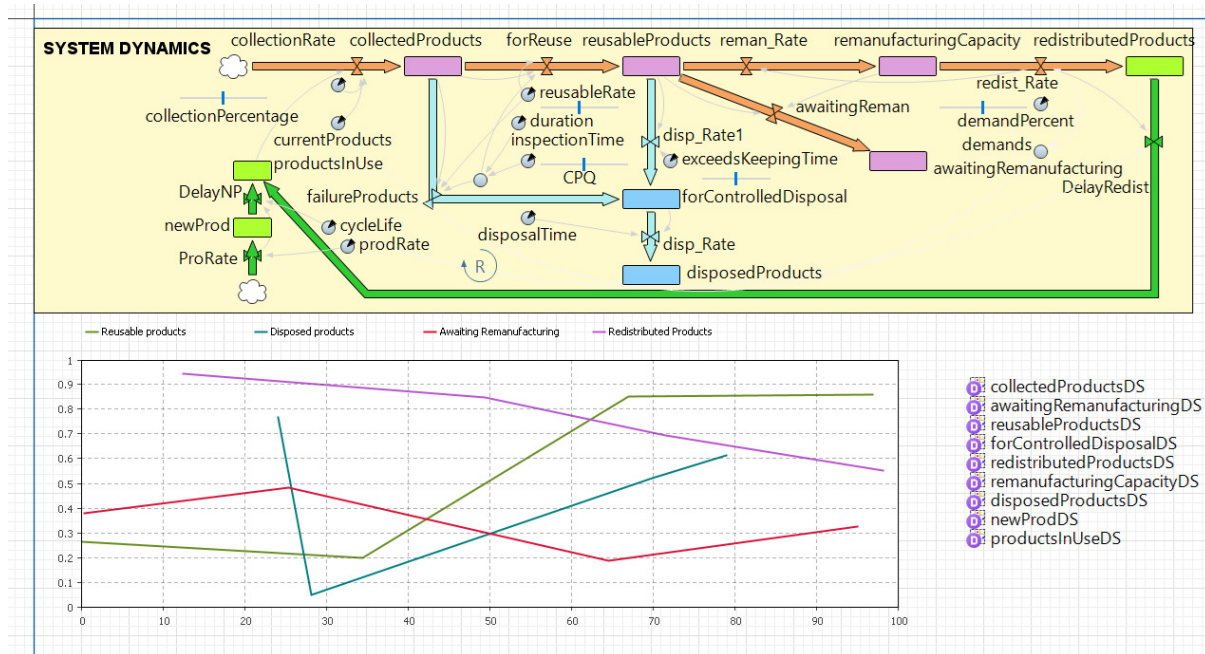 SYSTEM DYNAMICS
collectionRate
collectedProducts
forReuse
reusableProducts
reman_Rate
remanufacturingCapacity
redistributedProducts
redist_Rate
collectionPercentage
reusableRate
awaitingReman
demandPercent
currentProducts
duration
inspectionTime
disp_Rate1
demands
productsInUse
exceedsKeepingTime
awaitingRemanufacturing
CPQ
DelayRedist
DelayNP
failureProducts
forControlledDisposal
newProd
cycleLife
disposalTime
prodRate
disp_Rate
ProRate
R
disposedProducts
Reusable products
Disposed products
Awaiting Remanufacturing
Redistributed Products
1
0.9
0.8
0.7
0.6
0.5
0.4
0.3
0.2
0.1
0
0 10 20 30 40 50 60 70 80 90 100
D collectedProductsDS
D awaitingRemanufacturingDS
D reusableProductsDS
D forControlledDisposalDS
D redistributedProductsDS
D remanufacturingCapacityDS
D disposedProductsDS
D newProdDS
D productsInUseDS